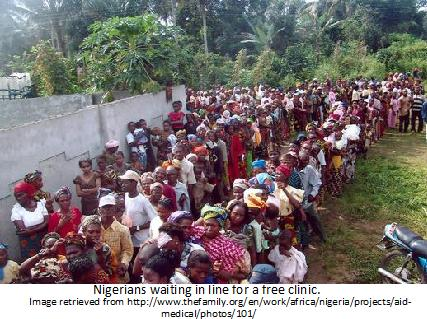 Nigerians waiting in line for a free clinic.
Image retrieved from http://www.thefamily.org/en/work/africa/nigeria/projects/aid-
medical/photos/101/